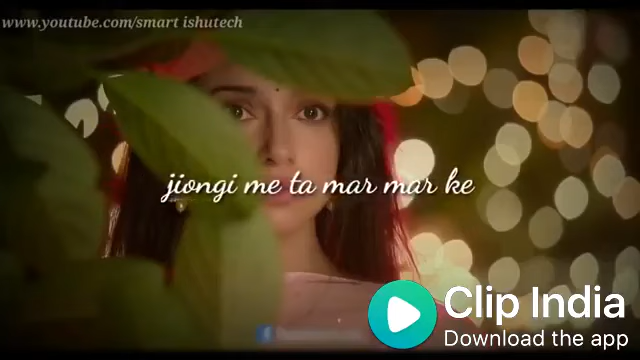 www.youtube.com/smart ishutech
jiongi me ta mar mar ke
Clip India
Download the app